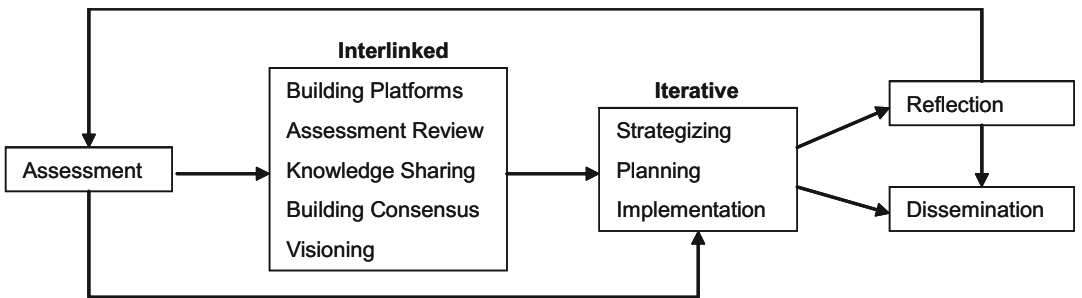 Assessment
Interlinked
Building Platforms
Assessment Review
Knowledge Sharing
Building Consensus
Visioning
Iterative
Strategizing
Planning
Implementation
Reflection
Dissemination